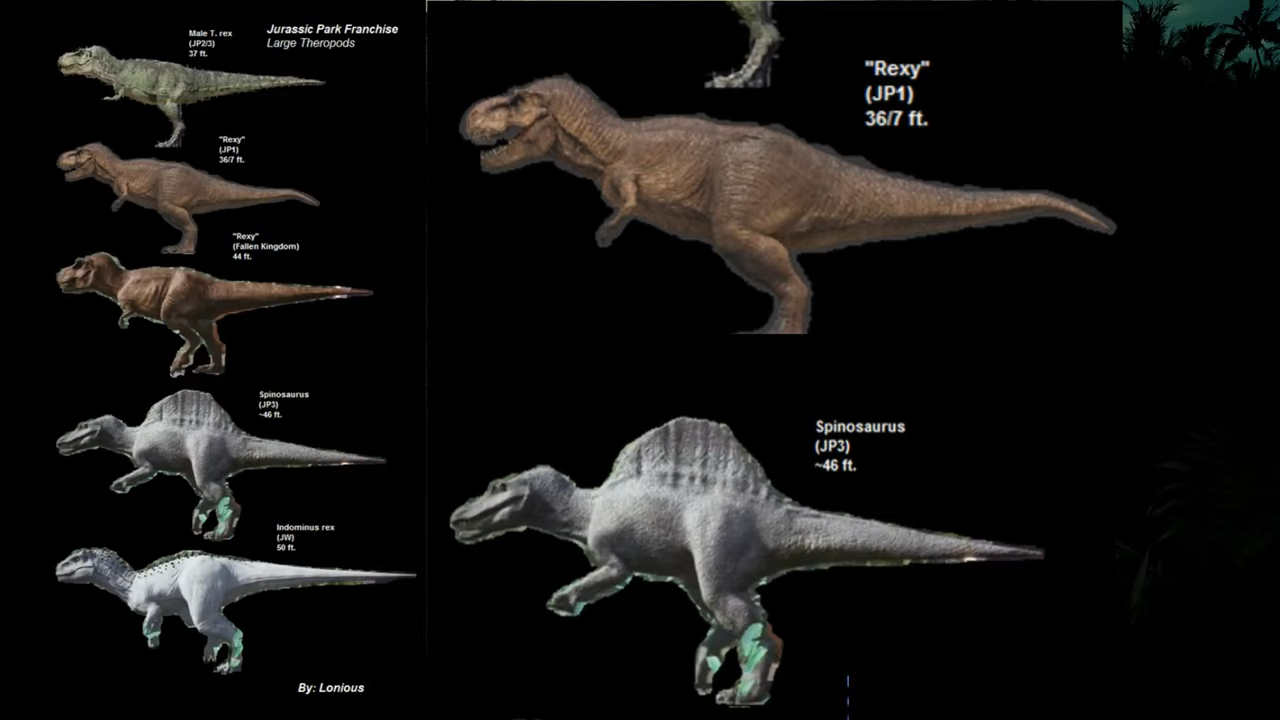 Jurassic Park Franchise
Large Theropods
Male T. rex
(JP2/3)
37 ft.
"Rexy"
(JP1)
36/7 ft.
"Rexy"
(Fallen Kingdom)
44 ft.
Spinosaurus
(JP3)
~46 ft.
Indominus rex
(JW)
50 ft.
By: Lonious
"Rexy"
(JP1)
36/7 ft.
Spinosaurus
(JP3)
~46 ft.